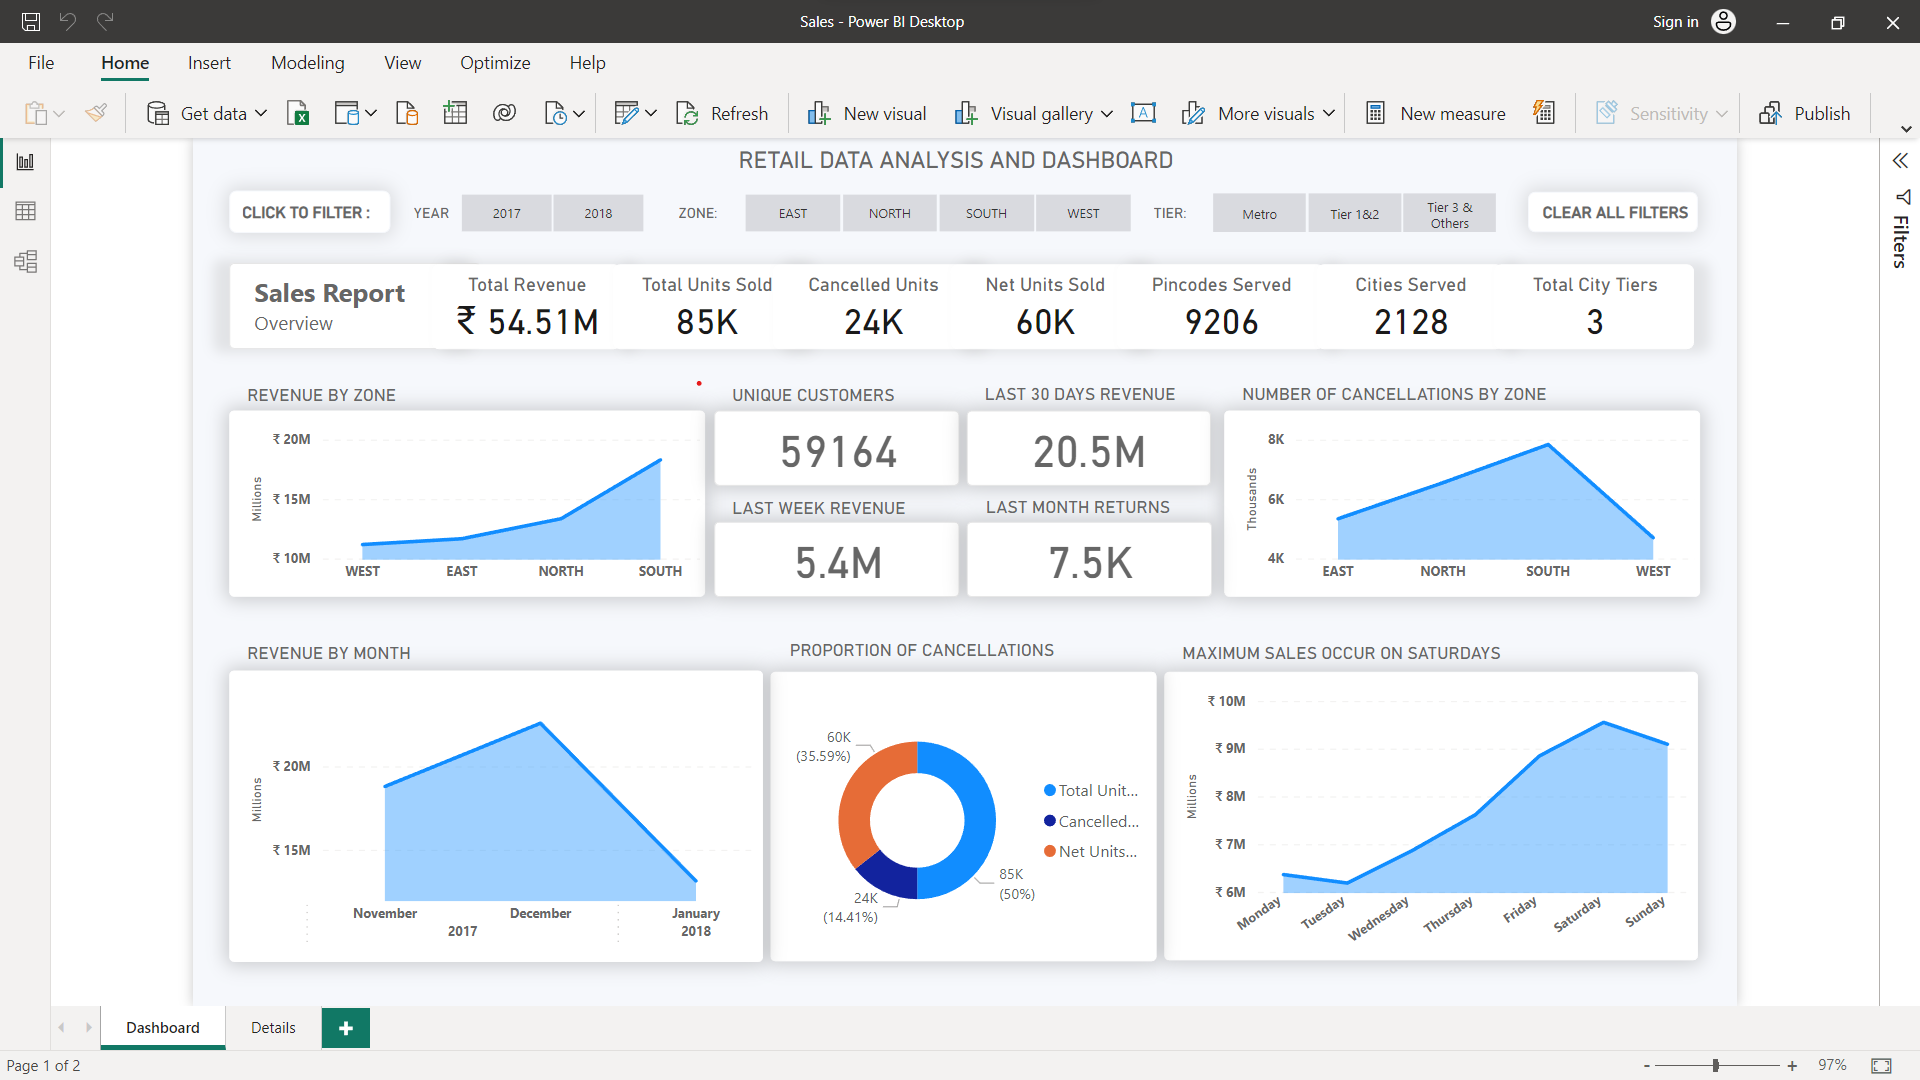 Sales - Power BI Desktop
Sign in
File Home Insert Modeling View Optimize Help
Get data
Refresh
New visual
Visual gallery
A
More visuals
New measure
Sensitivity
Publish
RETAIL DATA ANALYSIS AND DASHBOARD
CLICK TO FILTER :
YEAR
2017
2018
ZONE:
EAST
NORTH
SOUTH
WEST
TIER:
Metro
Tier 1&2
Tier 3 &
Others
CLEAR ALL FILTERS
Filters
Sales Report
Overview
Total Revenue
₹ 54.51M
Total Units Sold
85K
Cancelled Units
24K
Net Units Sold
60K
Pincodes Served
9206
Cities Served
2128
Total City Tiers
3
REVENUE BY ZONE
Millions
₹ 20M
₹ 15M
₹ 10M
WEST EAST NORTH SOUTH
UNIQUE CUSTOMERS
59164
LAST 30 DAYS REVENUE
20.5M
LAST WEEK REVENUE
5.4M
LAST MONTH RETURNS
7.5K
NUMBER OF CANCELLATIONS BY ZONE
Thousands
8K
6K
4K
EAST NORTH SOUTH WEST
REVENUE BY MONTH
Millions
₹ 20M
₹ 15M
November December January
2017 2018
PROPORTION OF CANCELLATIONS
60K
(35.59%)
24K
(14.41%)
85K
(50%)
Total Unit...
Cancelled...
Net Units...
MAXIMUM SALES OCCUR ON SATURDAYS
Millions
₹ 10M
₹ 9M
₹ 8M
₹ 7M
₹ 6M
Monday Tuesday Wednesday Thursday Friday Saturday Sunday
Dashboard
Details
+
Page 1 of 2
- + 97%